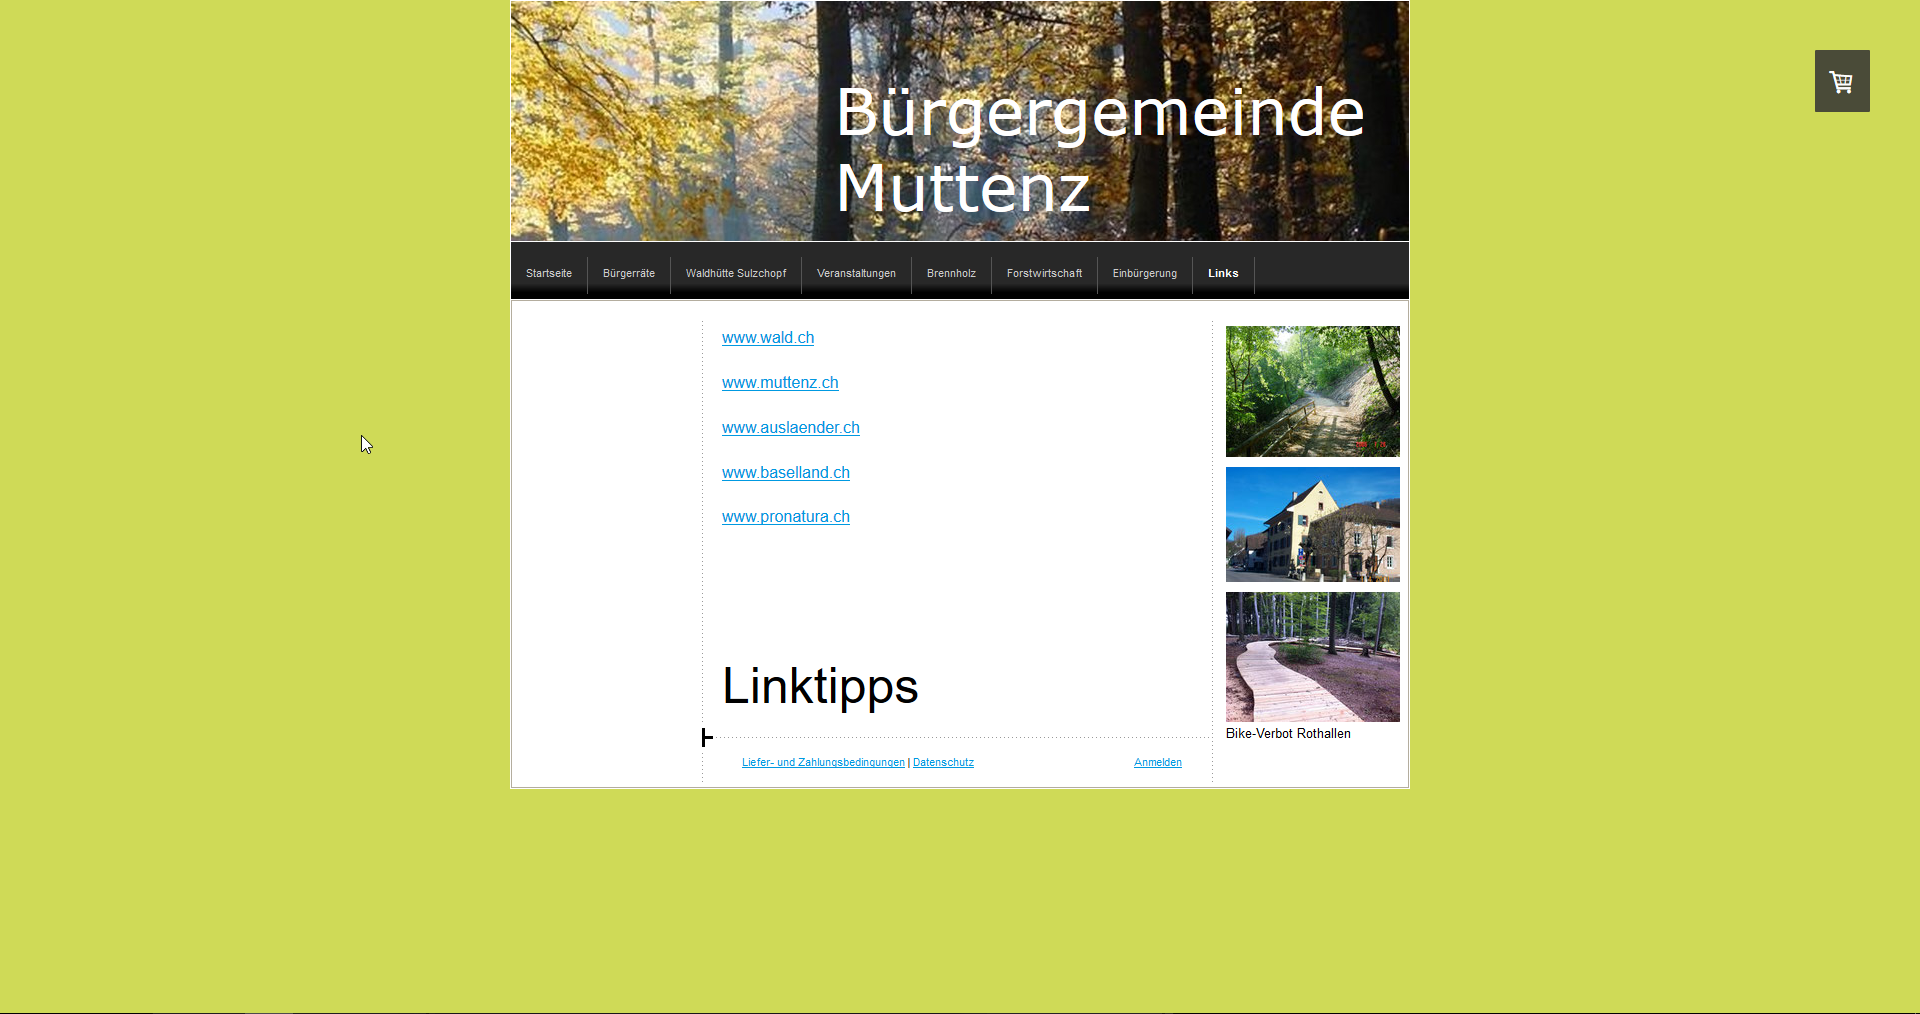 Bürgergemeinde
Muttenz
Startseite
Bürgerräte
Waldhütte Sulzchopf
Veranstaltungen
Brennholz
Forstwirtschaft
Einbürgerung
Links
www.wald.ch
www.muttenz.ch
www.auslaender.ch
www.baselland.ch
www.pronatura.ch
Linktipps
Bike-Verbot Rothallen
Liefer- und Zahlungsbedingungen | Datenschutz
Anmelden